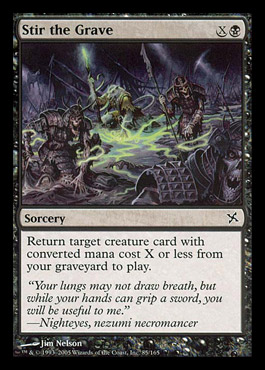 Stir the Grave X
Sorcery
Return target creature card with
converted mana cost X or less from
your graveyard to play.
"Your lungs may not draw breath, but
while your hands can grip a sword, you
will be useful to me."
—Nighteyes, nezumi necromancer
Jim Nelson
™ & © 1993–2005 Wizards of the Coast, Inc. 85/165